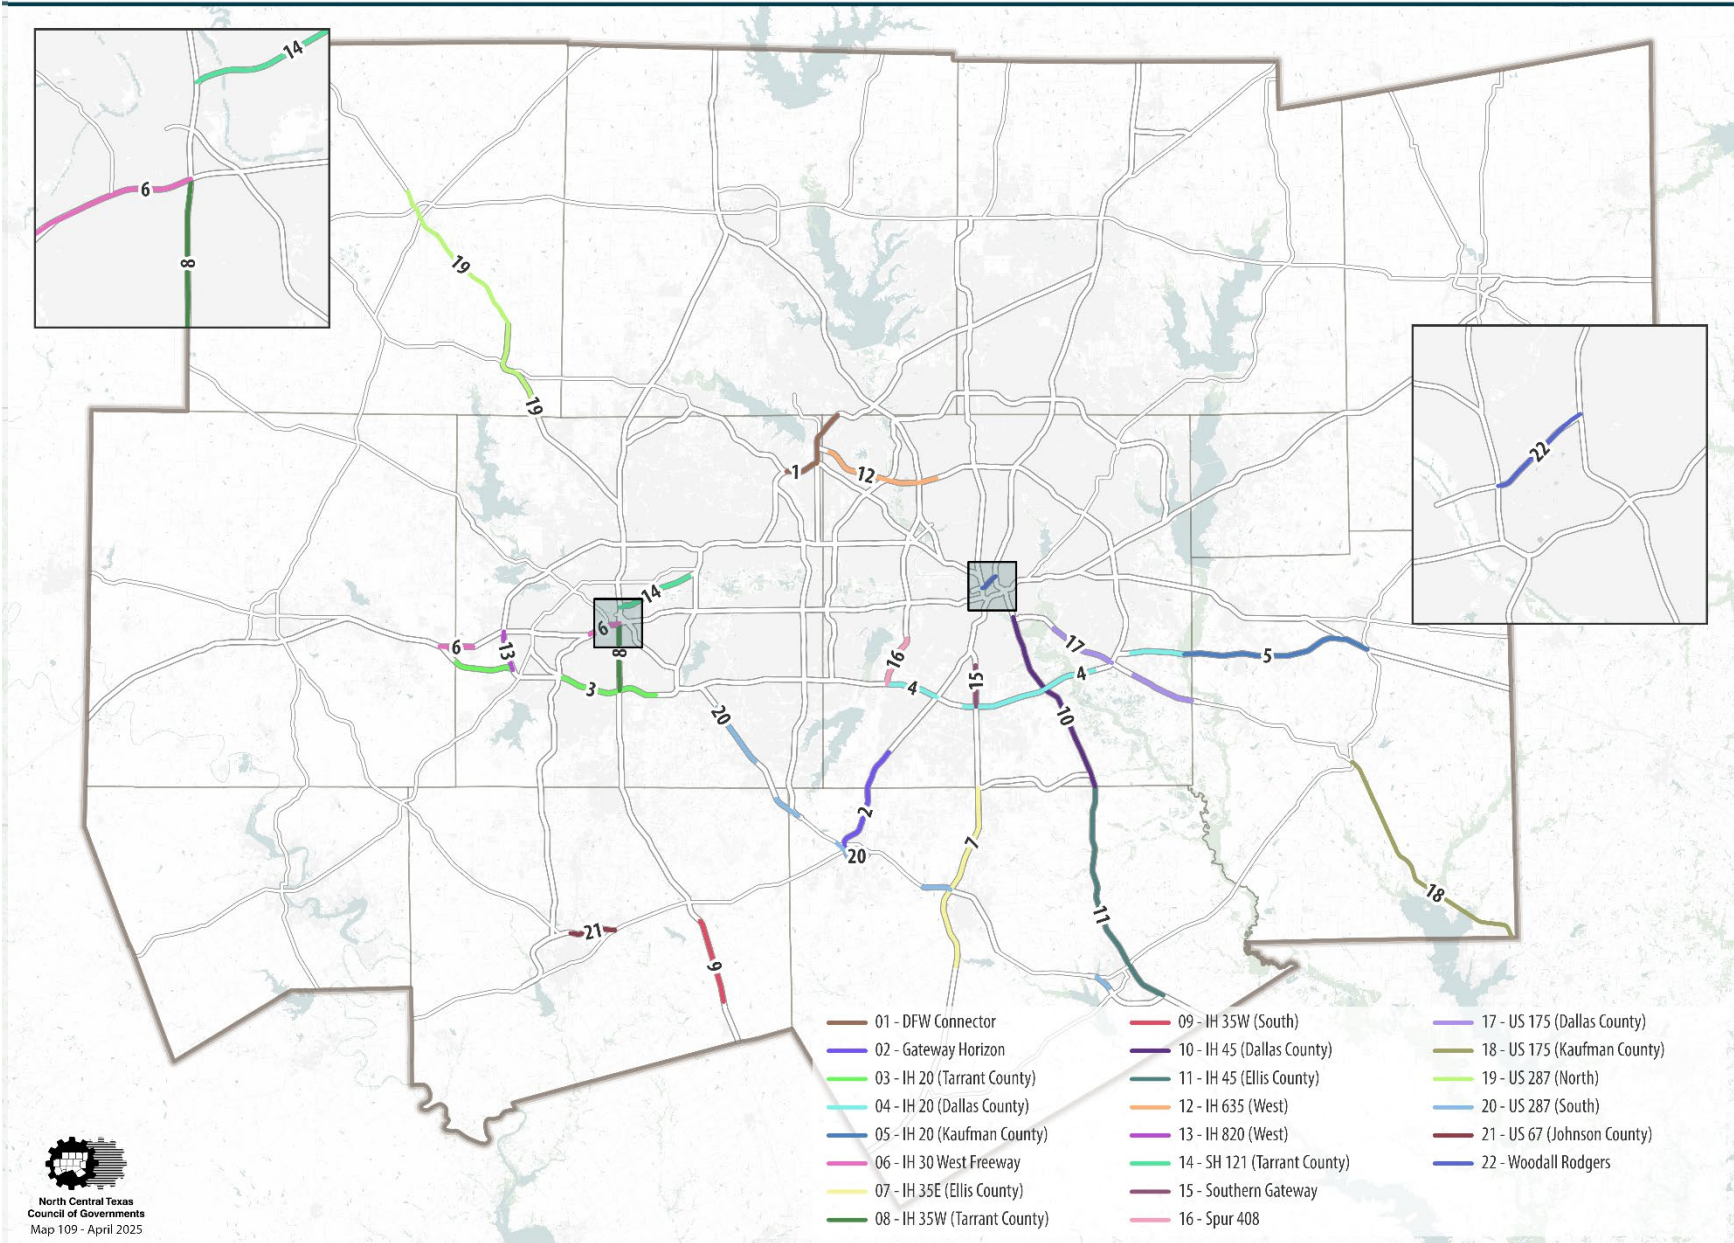 14
6
8
19
19
22
1
12
14
6
6
13
8
3
17
5
16
4
4
15
10
20
2
20
7
18
11
21
9
01 - DFW Connector
02 - Gateway Horizon
03 - IH 20 (Tarrant County)
04 - IH 20 (Dallas County)
05 - IH 20 (Kaufman County)
06 - IH 30 West Freeway
07 - IH 35E (Ellis County)
08 - IH 35W (Tarrant County)
09 - IH 35W (South)
10 - IH 45 (Dallas County)
11 - IH 45 (Ellis County)
12 - IH 635 (West)
13 - IH 820 (West)
14 - SH 121 (Tarrant County)
15 - Southern Gateway
16 - Spur 408
17 - US 175 (Dallas County)
18 - US 175 (Kaufman County)
19 - US 287 (North)
20 - US 287 (South)
21 - US 67 (Johnson County)
22 - Woodall Rodgers
North Central Texas
Council of Governments
Map 109 - April 2025